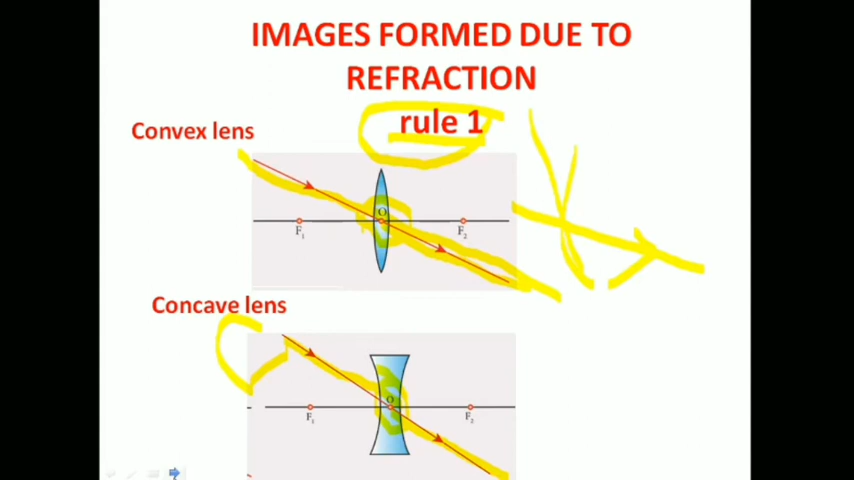 IMAGES FORMED DUE TO
REFRACTION
rule 1
Convex lens
O
F1
F2
Concave lens
O
F1
F2